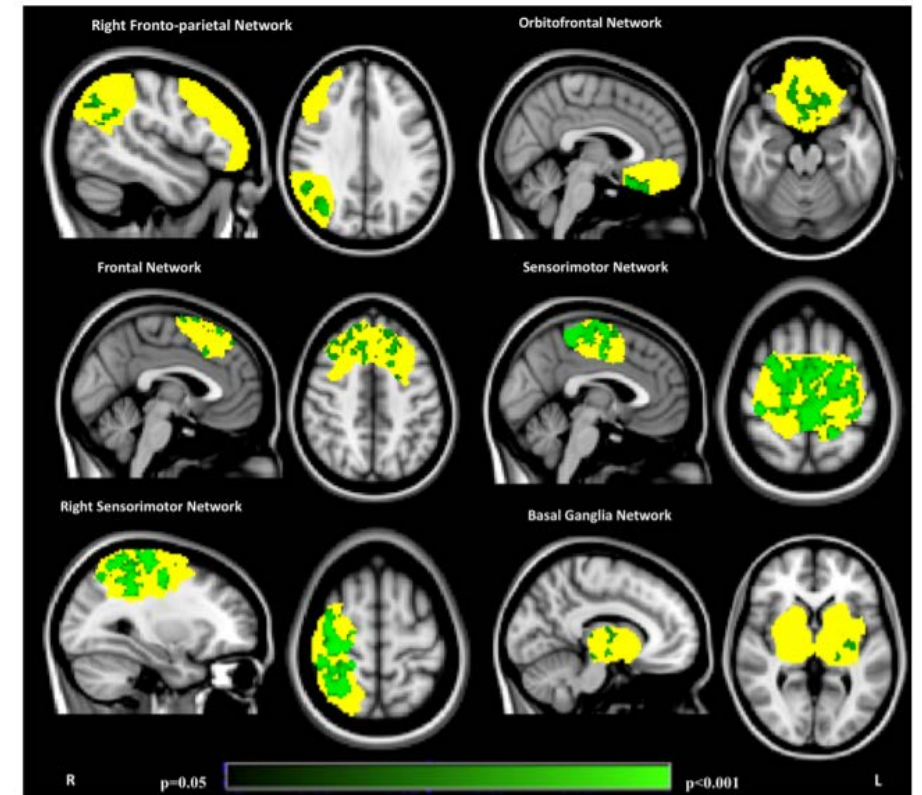 Right Fronto-parietal Network
Orbitofrontal Network
Frontal Network
Sensorimotor Network
Right Sensorimotor Network
Basal Ganglia Network
R
p=0.05
p<0.001
L